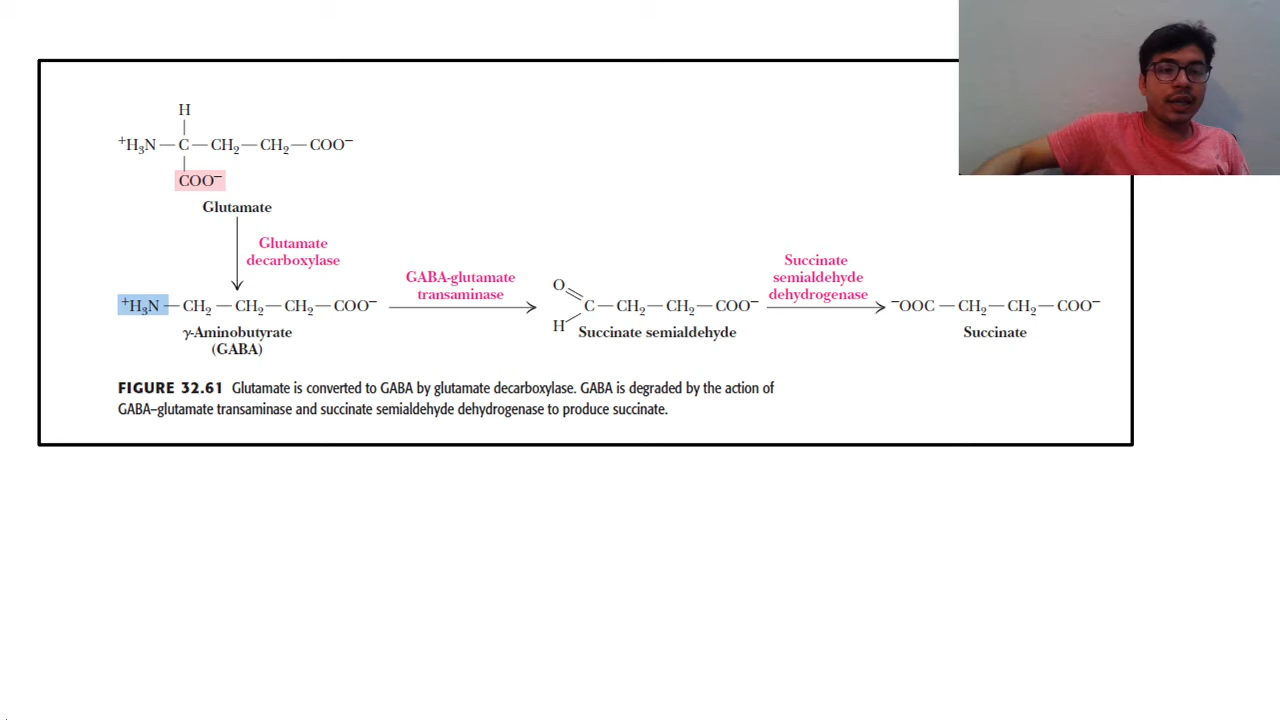 H
⁺H₃N—C—CH₂—CH₂—COO⁻
COO⁻
Glutamate
Glutamate
decarboxylase
GABA-glutamate
transaminase
Succinate
semialdehyde
dehydrogenase
⁺H₃N—CH₂—CH₂—CH₂—COO⁻
γ-Aminobutyrate
(GABA)
O
C—CH₂—CH₂—COO⁻
H
Succinate semialdehyde
⁻OOC—CH₂—CH₂—COO⁻
Succinate
FIGURE 32.61 Glutamate is converted to GABA by glutamate decarboxylase. GABA is degraded by the action of
GABA–glutamate transaminase and succinate semialdehyde dehydrogenase to produce succinate.